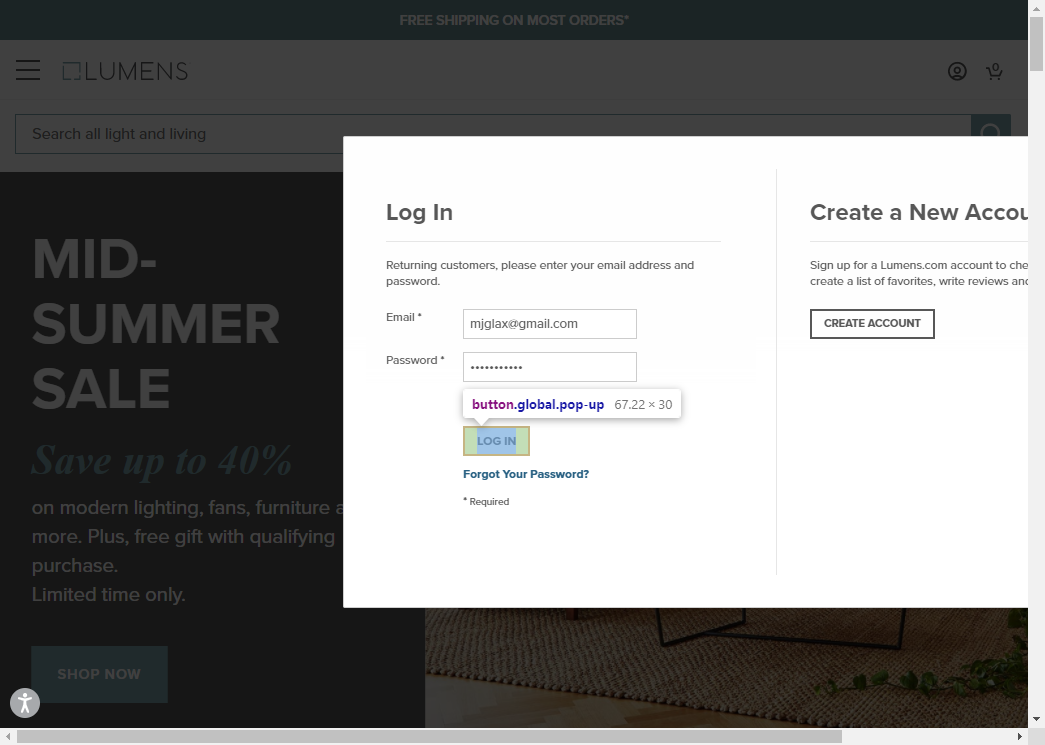 FREE SHIPPING ON MOST ORDERS*
LUMENS
0
Search all light and living
MID-
SUMMER
SALE
Save up to 40%
on modern lighting, fans, furniture a
more. Plus, free gift with qualifying
purchase.
Limited time only.
SHOP NOW
Log In
Returning customers, please enter your email address and
password.
Email *
mjglax@gmail.com
Password *
•••••••••••
button.global.pop-up 67.22 × 30
LOG IN
Forgot Your Password?
* Required
Create a New Accou
Sign up for a Lumens.com account to che
create a list of favorites, write reviews and
CREATE ACCOUNT